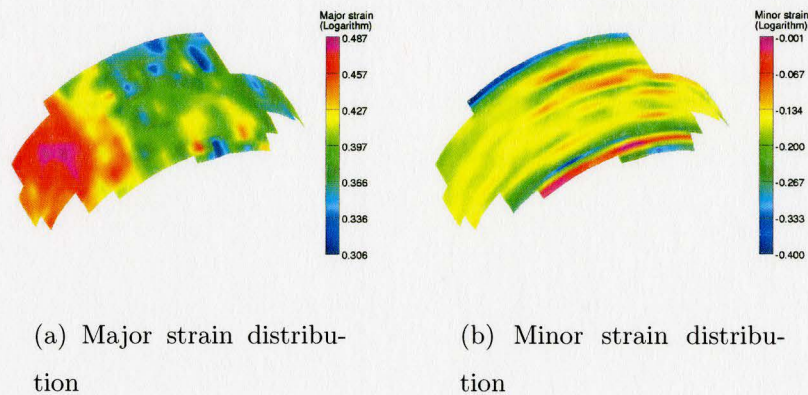 Major strain
(Logarithm)
0.487
0.457
0.427
0.397
0.366
0.336
0.306
Minor strain
(Logarithm)
-0.001
-0.067
-0.134
-0.200
-0.267
-0.333
-0.400
(a) Major strain distribu-
tion
(b) Minor strain distribu-
tion